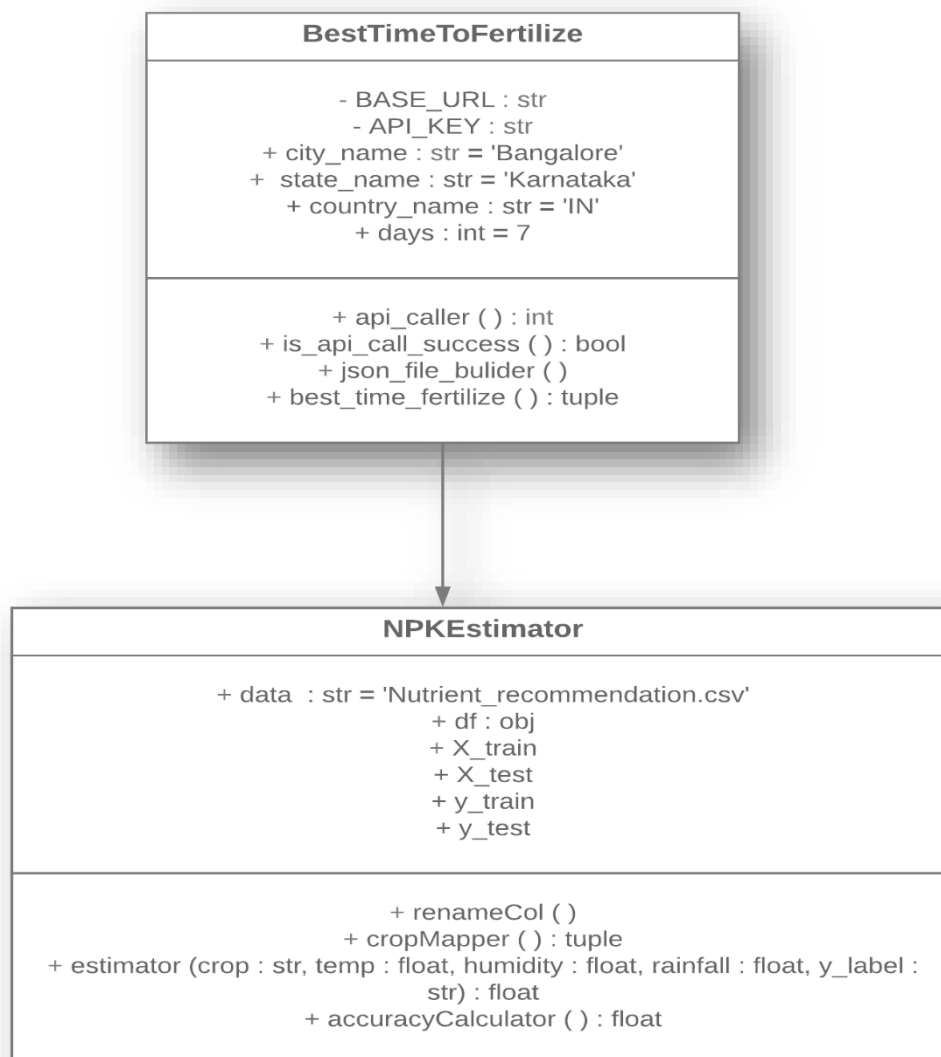 BestTimeToFertilize
- BASE_URL : str
- API_KEY : str
+ city_name : str = 'Bangalore'
+ state_name : str = 'Karnataka'
+ country_name : str = 'IN'
+ days : int = 7
+ api_caller ( ) : int
+ is_api_call_success ( ) : bool
+ json_file_bulider ( )
+ best_time_fertilize ( ) : tuple
NPKEstimator
+ data : str = 'Nutrient_recommendation.csv'
+ df : obj
+ X_train
+ X_test
+ y_train
+ y_test
+ renameCol ( )
+ cropMapper ( ) : tuple
+ estimator (crop : str, temp : float, humidity : float, rainfall : float, y_label :
str) : float
+ accuracyCalculator ( ) : float